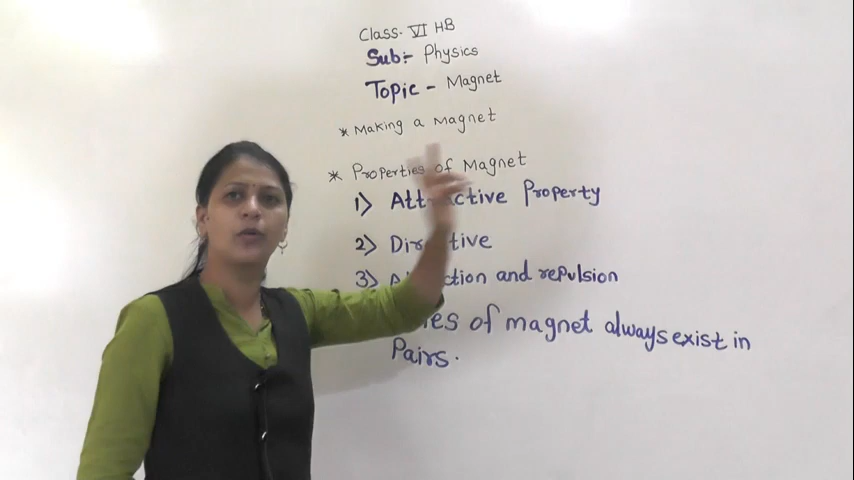 Class- VI HB
Sub:- Physics
Topic - Magnet
* Making a Magnet
* Properties of Magnet
1) Attractive Property
2) Directive
3) Attraction and repulsion
of magnet always exist in
Pairs.